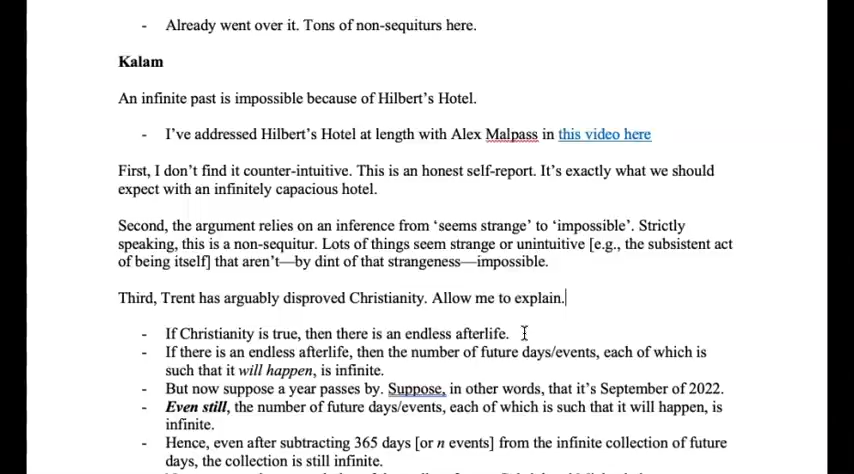 - Already went over it. Tons of non-sequiturs here.
Kalam
An infinite past is impossible because of Hilbert's Hotel.
- I've addressed Hilbert's Hotel at length with Alex Malpass in this video here
First, I don't find it counter-intuitive. This is an honest self-report. It's exactly what we should
expect with an infinitely capacious hotel.
Second, the argument relies on an inference from 'seems strange' to 'impossible'. Strictly
speaking, this is a non-sequitur. Lots of things seem strange or unintuitive [e.g., the subsistent act
of being itself] that aren't—by dint of that strangeness—impossible.
Third, Trent has arguably disproved Christianity. Allow me to explain.
- If Christianity is true, then there is an endless afterlife.
- If there is an endless afterlife, then the number of future days/events, each of which is
such that it will happen, is infinite.
- But now suppose a year passes by. Suppose, in other words, that it's September of 2022.
- Even still, the number of future days/events, each of which is such that it will happen, is
infinite.
- Hence, even after subtracting 365 days [or n events] from the infinite collection of future
days, the collection is still infinite.